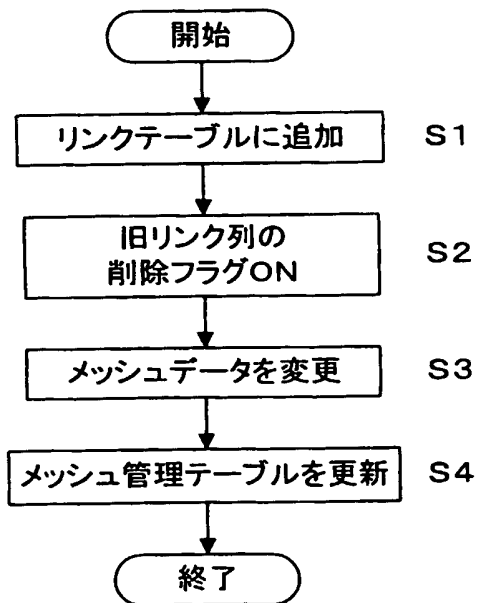 開始
リンクテーブルに追加 S1
旧リンク列の
削除フラグON S2
メッシュデータを変更 S3
メッシュ管理テーブルを更新 S4
終了